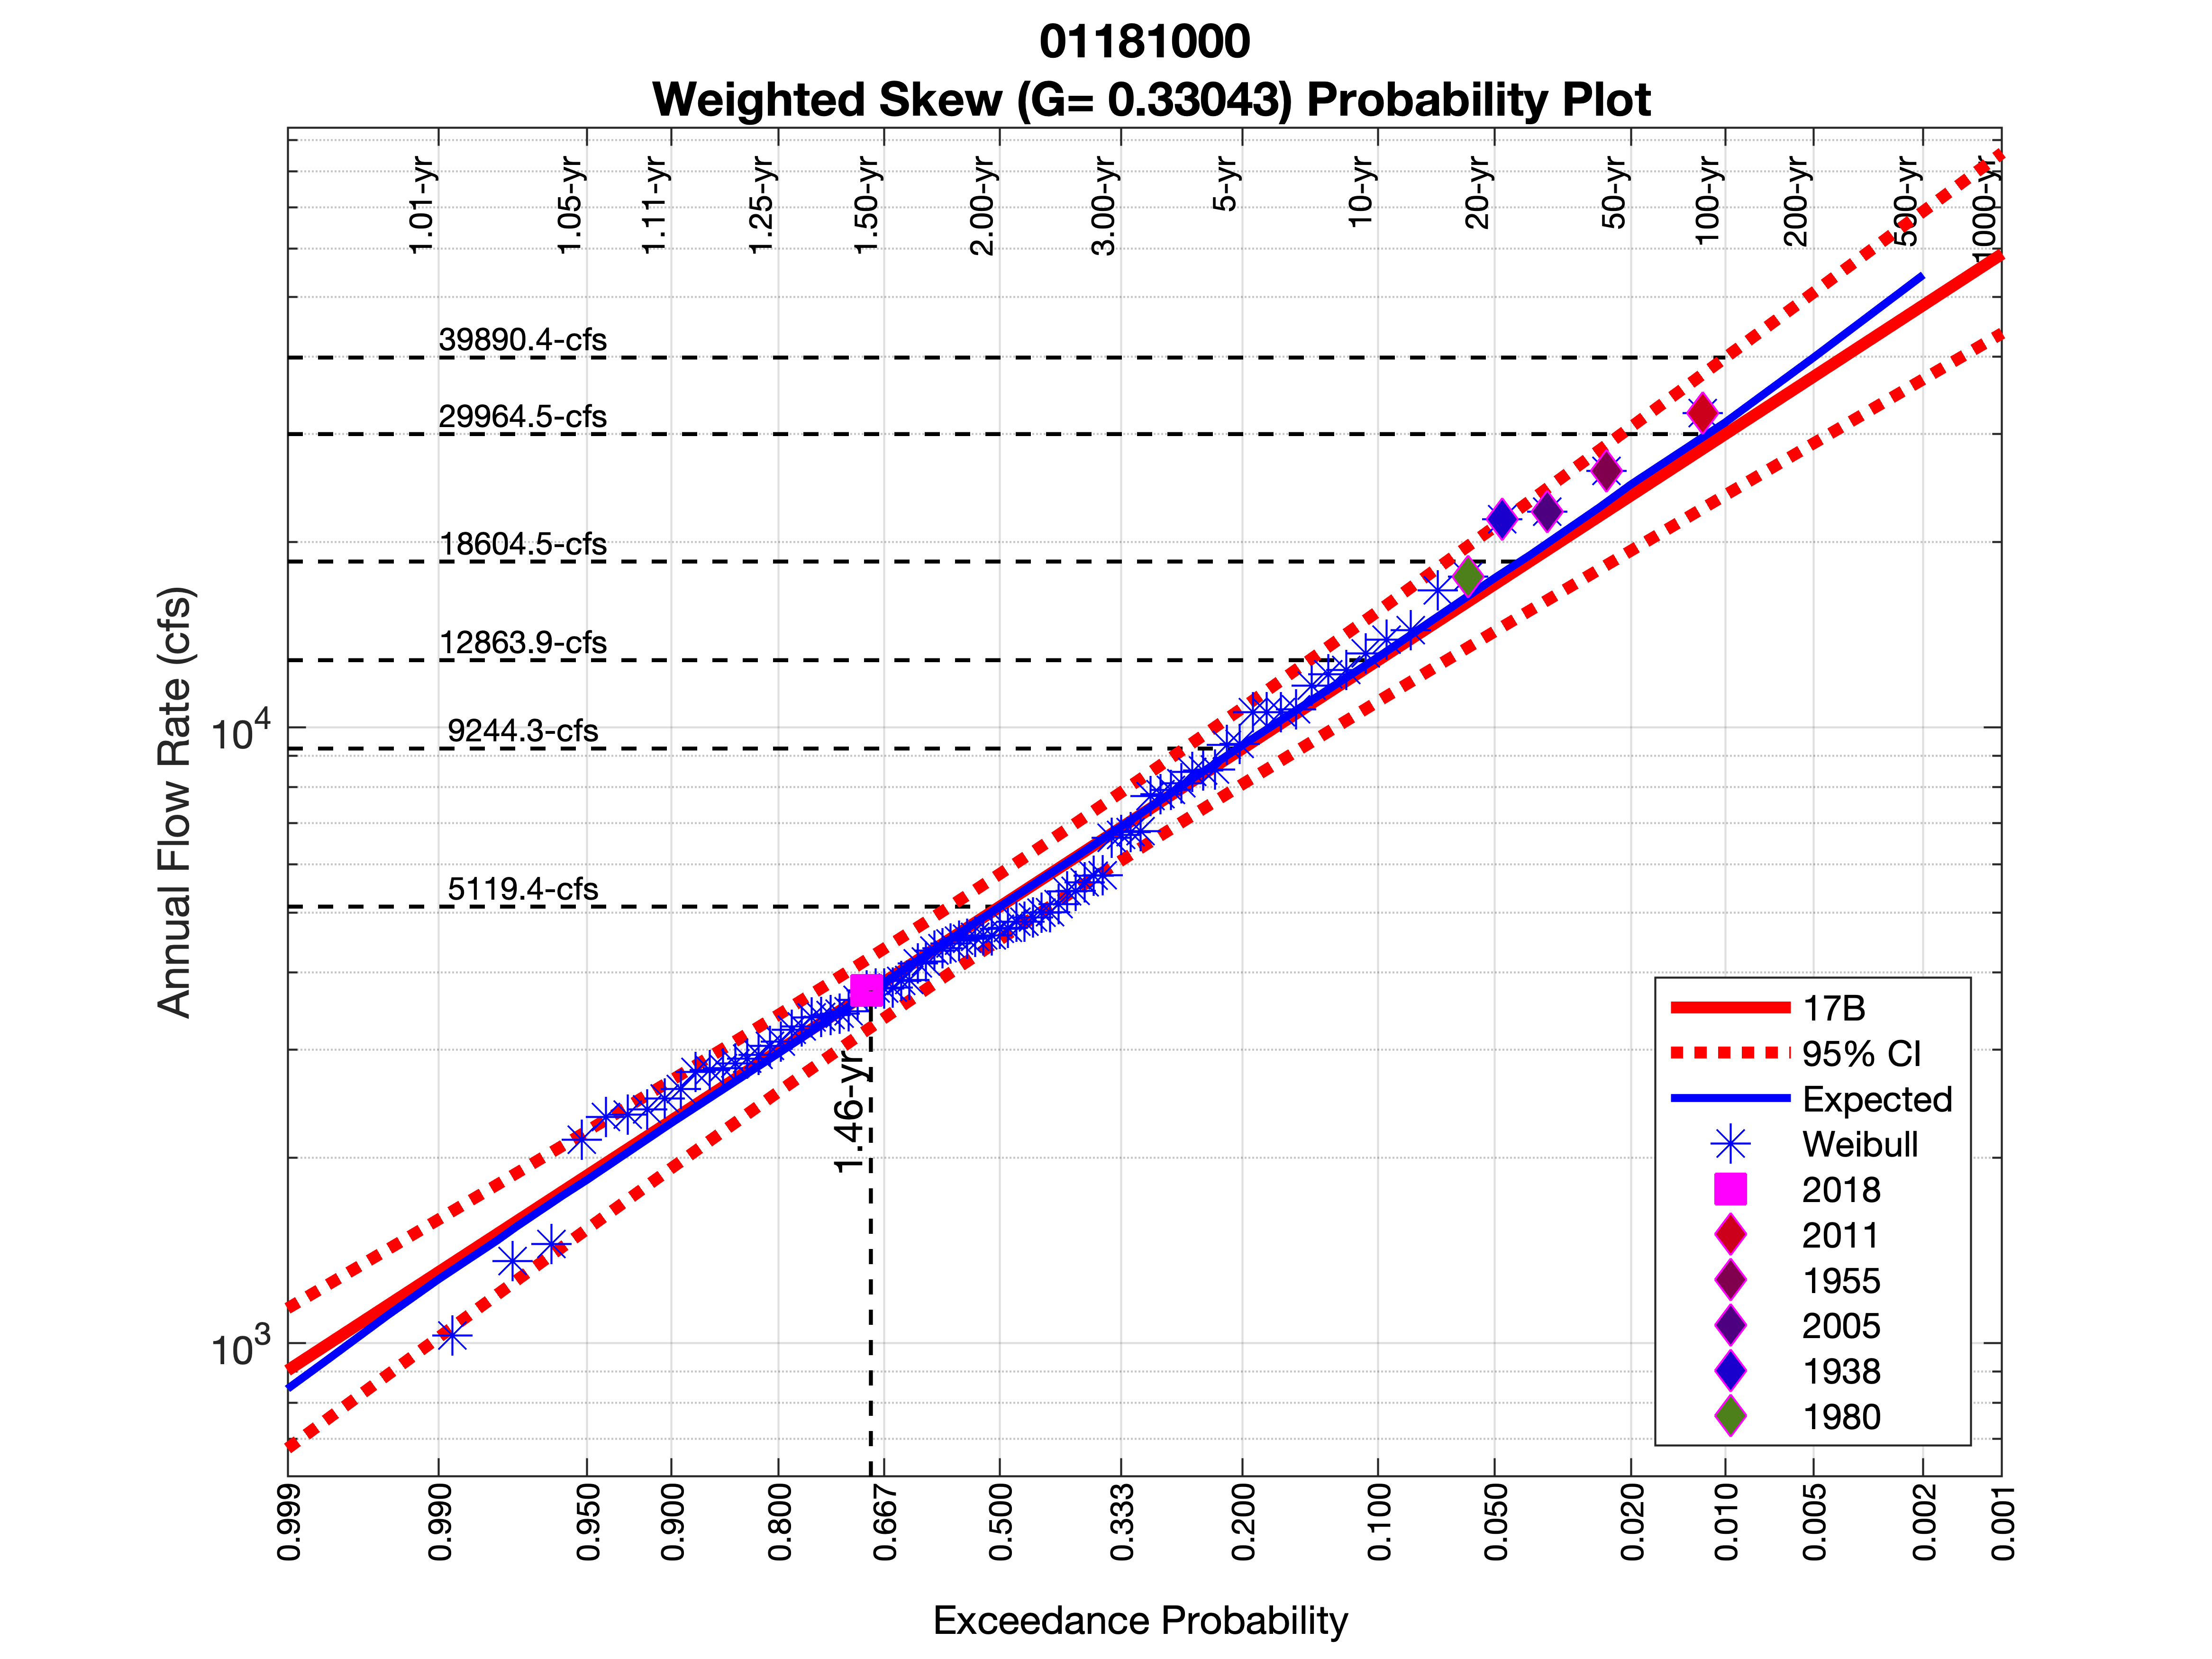 01181000
Weighted Skew (G= 0.33043) Probability Plot
1.01-yr
1.05-yr
1.11-yr
1.25-yr
1.50-yr
2.00-yr
3.00-yr
5-yr
10-yr
20-yr
50-yr
100-yr
200-yr
500-yr
1000-yr
39890.4-cfs
29964.5-cfs
18604.5-cfs
12863.9-cfs
9244.3-cfs
5119.4-cfs
1.46-yr
Annual Flow Rate (cfs)
10^4
10^3
17B
95% CI
Expected
Weibull
2018
2011
1955
2005
1938
1980
0.999
0.990
0.950
0.900
0.800
0.667
0.500
0.333
0.200
0.100
0.050
0.020
0.010
0.005
0.002
0.001
Exceedance Probability